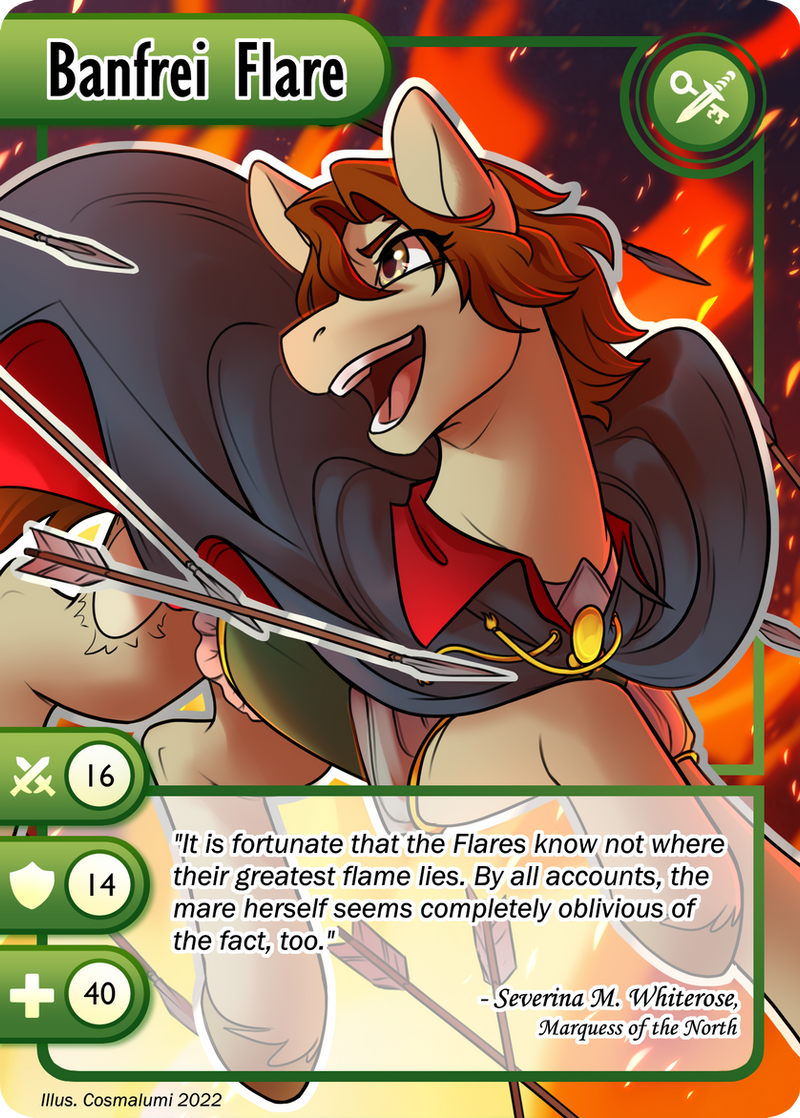 Banfrei Flare
16
14
40
"It is fortunate that the Flares know not where
their greatest flame lies. By all accounts, the
mare herself seems completely oblivious of
the fact, too."
- Severina M. Whiterose,
Marquess of the North
Illus. Cosmalumi 2022